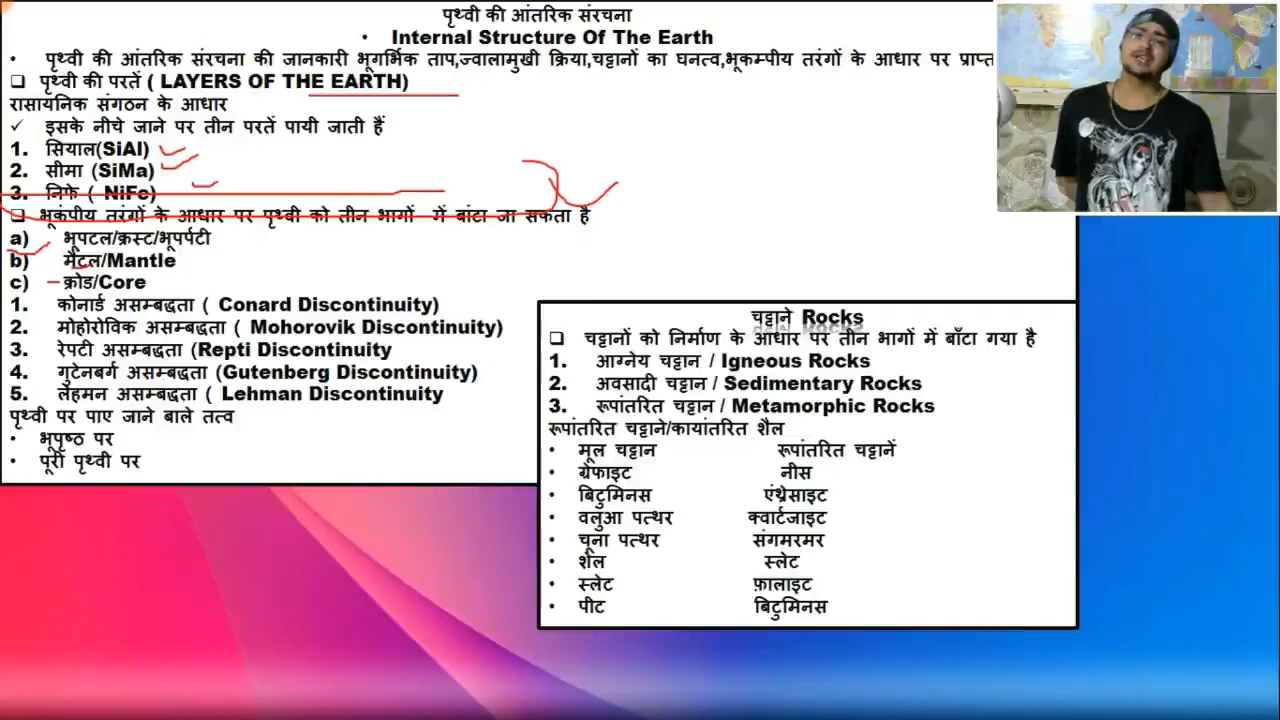 पृथ्वी की आंतरिक संरचना
• Internal Structure Of The Earth
• पृथ्वी की आंतरिक संरचना की जानकारी भूगर्भिक ताप,ज्वालामुखी क्रिया,चट्टानों का घनत्व,भूकम्पीय तरंगों के आधार पर प्राप्त
❑ पृथ्वी की परतें ( LAYERS OF THE EARTH)
रासायनिक संगठन के आधार
✓ इसके नीचे जाने पर तीन परतें पायी जाती हैं
1. सियाल(SiAl)
2. सीमा (SiMa)
3. निफे ( NiFe)
❑ भूकंपीय तरंगों के आधार पर पृथ्वी को तीन भागों में बांटा जा सकता है
a) भूपटल/क्रस्ट/भूपर्पटी
b) मैंटल/Mantle
c) क्रोड/Core
1. कोनार्ड असम्बद्धता ( Conard Discontinuity)
2. मोहोरोविक असम्बद्धता ( Mohorovik Discontinuity)
3. रेपटी असम्बद्धता (Repti Discontinuity
4. गुटेनबर्ग असम्बद्धता (Gutenberg Discontinuity)
5. लेहमन असम्बद्धता ( Lehman Discontinuity
पृथ्वी पर पाए जाने बाले तत्व
• भूपृष्ठ पर
• पूरी पृथ्वी पर
चट्टाने Rocks
❑ चट्टानों को निर्माण के आधार पर तीन भागों में बाँटा गया है
1. आग्नेय चट्टान / Igneous Rocks
2. अवसादी चट्टान / Sedimentary Rocks
3. रूपांतरित चट्टान / Metamorphic Rocks
रूपांतरित चट्टाने/कायांतरित शैल
• मूल चट्टान रूपांतरित चट्टानें
• ग्रेफाइट नीस
• बिटुमिनस एंथ्रेसाइट
• वलुआ पत्थर क्वार्टजाइट
• चूना पत्थर संगमरमर
• शैल स्लेट
• स्लेट फ़ालाइट
• पीट बिटुमिनस